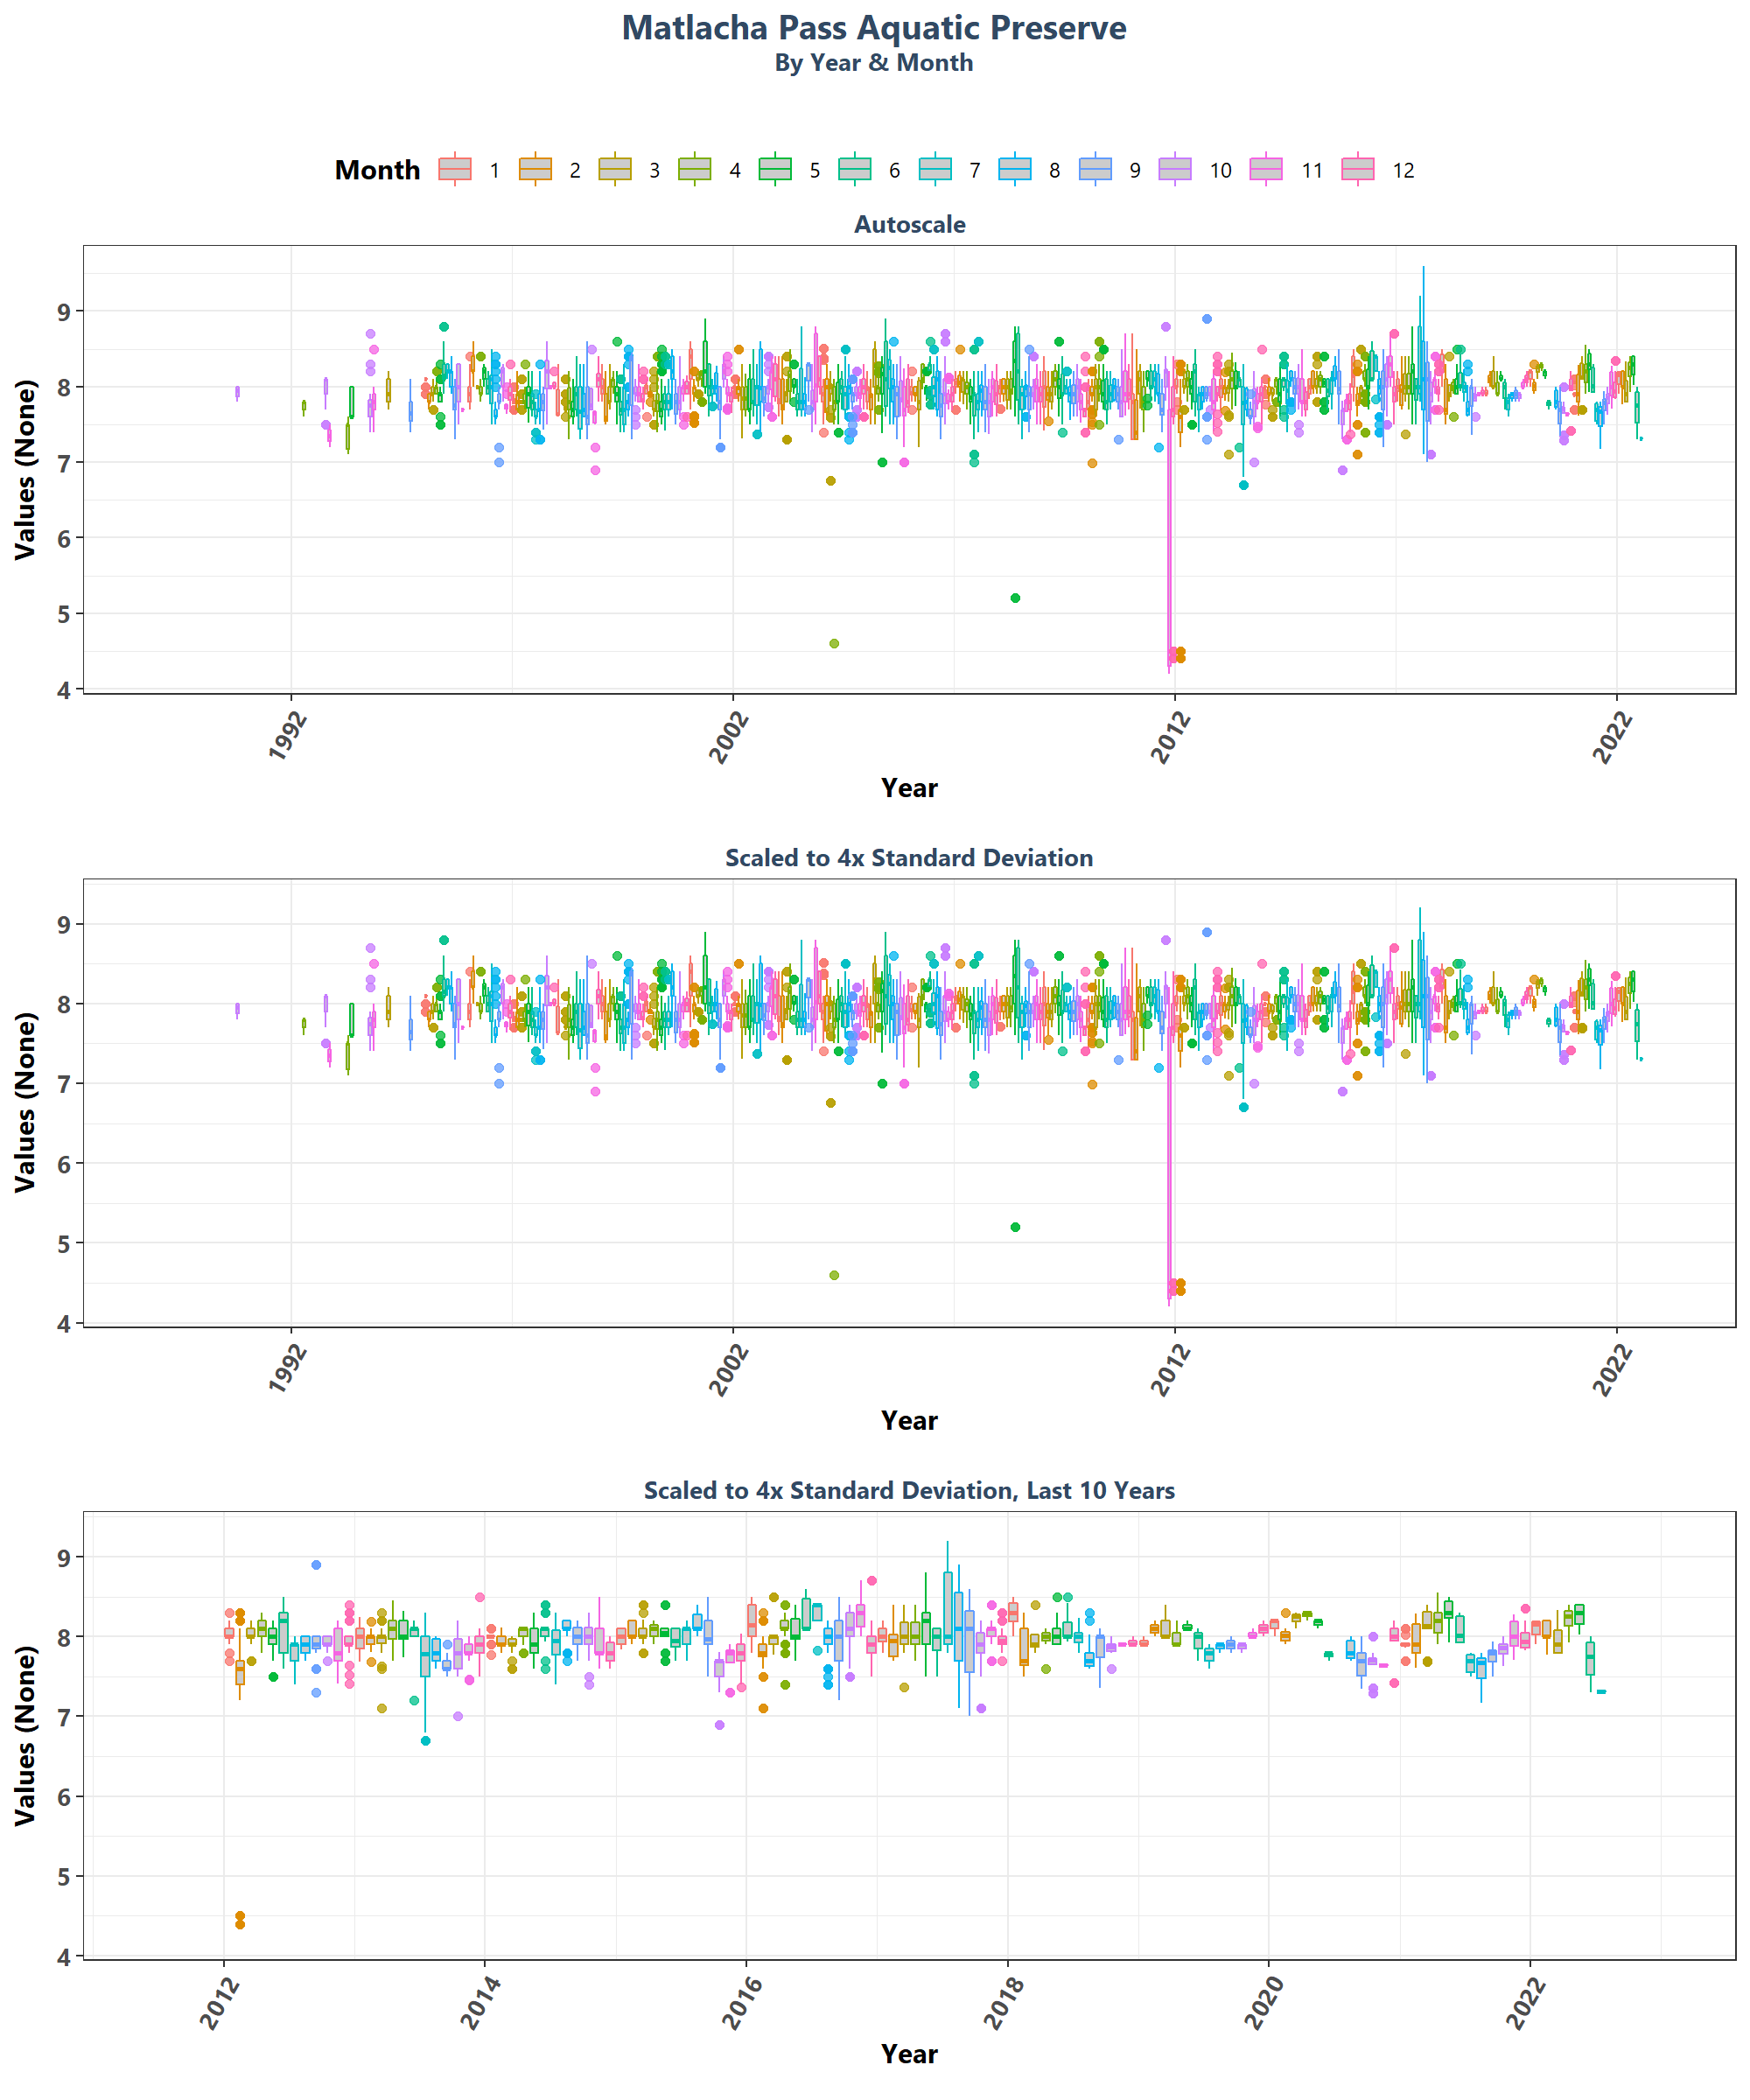 Matlacha Pass Aquatic Preserve
By Year & Month
Month 1 2 3 4 5 6 7 8 9 10 11 12
Autoscale
Values (None)
9
8
7
6
5
4
1992 2002 2012 2022
Year
Scaled to 4x Standard Deviation
Values (None)
9
8
7
6
5
4
1992 2002 2012 2022
Year
Scaled to 4x Standard Deviation, Last 10 Years
Values (None)
9
8
7
6
5
4
2012 2014 2016 2018 2020 2022
Year